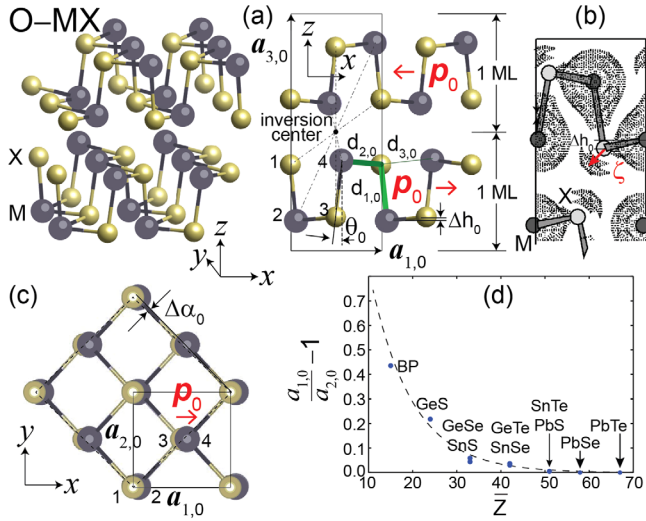 O–MX
(a)
(b)
a3,0
z
x
p0
1 ML
inversion
center
1
2
3
4
d2,0
d3,0
d1,0
p0
1 ML
θ0
Δh0
a1,0
X
M
z
y
x
Δh0
ζ
X
M
(c)
Δα0
p0
a2,0
3
4
1
2
a1,0
y
x
(d)
a1,0
a2,0
–1
0.7
0.6
0.5
0.4
0.3
0.2
0.1
0.0
BP
GeS
GeSe
SnS
GeTe
SnSe
SnTe
PbS
PbSe
PbTe
10 20 30 40 50 60 70
Z̅